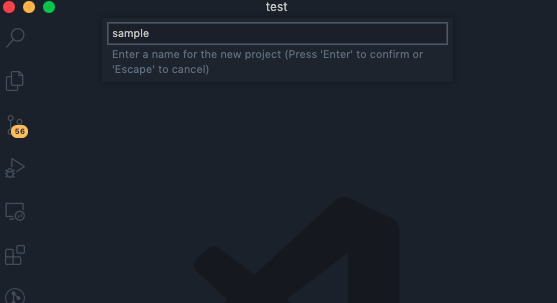 test
sample
Enter a name for the new project (Press 'Enter' to confirm or
'Escape' to cancel)
56